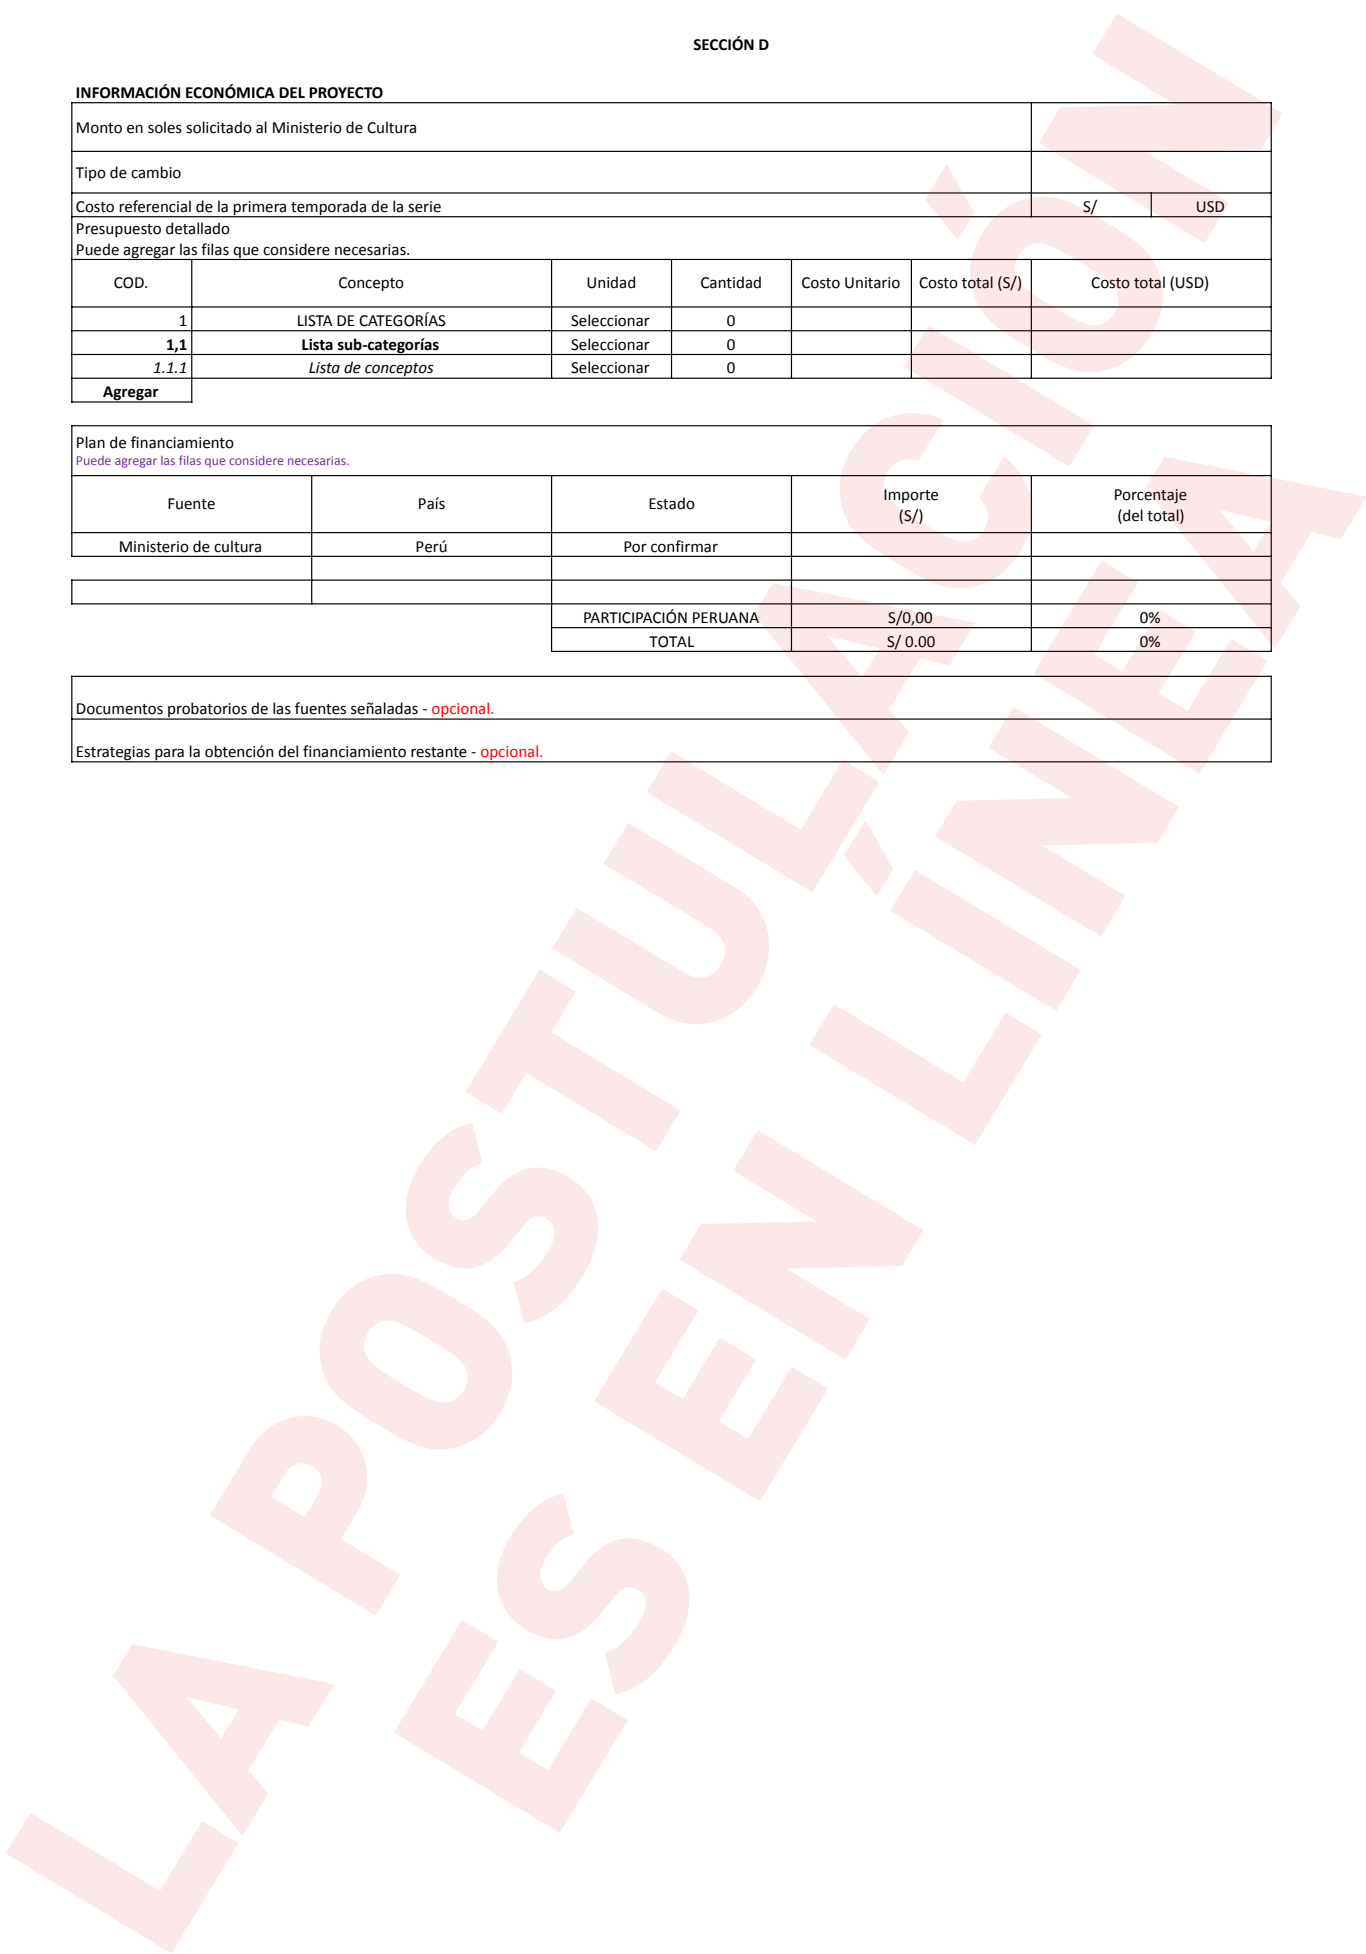 SECCIÓN D
INFORMACIÓN ECONÓMICA DEL PROYECTO
Monto en soles solicitado al Ministerio de Cultura
Tipo de cambio
Costo referencial de la primera temporada de la serie S/ USD
Presupuesto detallado
Puede agregar las filas que considere necesarias.
COD. Concepto Unidad Cantidad Costo Unitario Costo total (S/) Costo total (USD)
1 LISTA DE CATEGORÍAS Seleccionar 0
1,1 Lista sub-categorías Seleccionar 0
1.1.1 Lista de conceptos Seleccionar 0
Agregar
Plan de financiamiento
Puede agregar las filas que considere necesarias.
Fuente País Estado Importe (S/) Porcentaje (del total)
Ministerio de cultura Perú Por confirmar
PARTICIPACIÓN PERUANA S/0,00 0%
TOTAL S/ 0.00 0%
Documentos probatorios de las fuentes señaladas - opcional.
Estrategias para la obtención del financiamiento restante - opcional.
LA POSTULACIÓN
ES EN LÍNEA